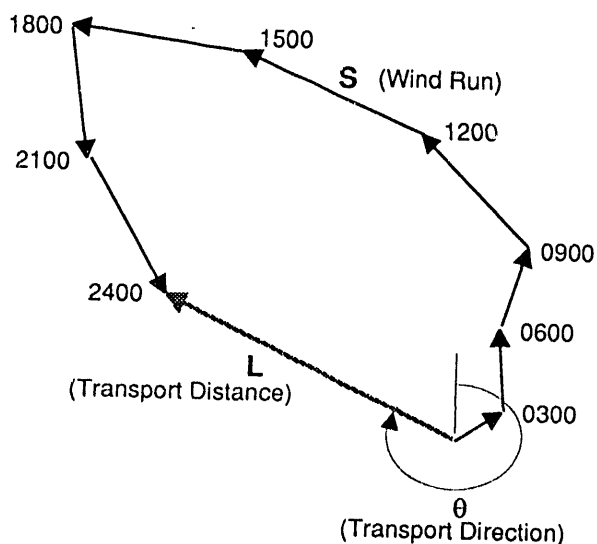 1800
1500
S (Wind Run)
1200
2100
0900
2400
0600
L
(Transport Distance)
0300
θ
(Transport Direction)